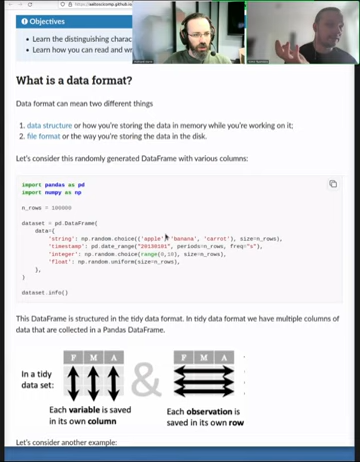 Objectives
Learn the distinguishing charac
Learn how you can read and wr
What is a data format?
Data format can mean two different things
1. data structure or how you're storing the data in memory while you're working on it;
2. file format or the way you're storing the data in the disk.
Let's consider this randomly generated DataFrame with various columns:
import pandas as pd
import numpy as np
n_rows = 100000
dataset = pd.DataFrame(
data={
'string': np.random.choice(('apple', 'banana', 'carrot'), size=n_rows),
'timestamp': pd.date_range("20130101", periods=n_rows, freq="s"),
'integer': np.random.choice(range(0,10), size=n_rows),
'float': np.random.uniform(size=n_rows),
},
)
dataset.info()
This DataFrame is structured in the tidy data format. In tidy data format we have multiple columns of
data that are collected in a Pandas DataFrame.
F M A
F M A
In a tidy
data set:
&
Each variable is saved
in its own column
Each observation is
saved in its own row
Let's consider another example: